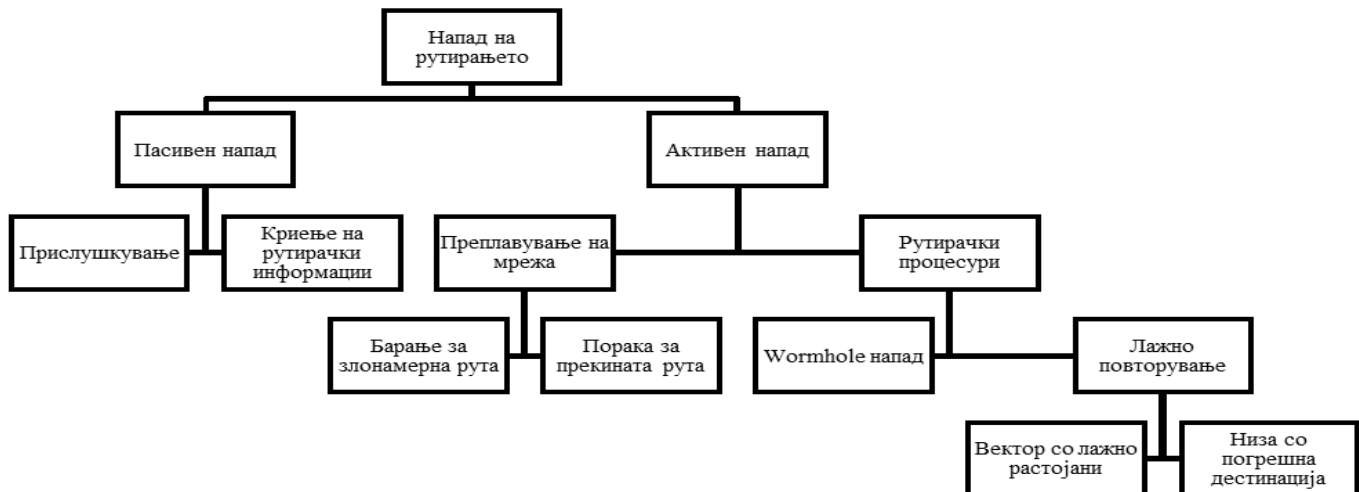 Напад на
рутирањето
Пасивен напад
Активен напад
Прислушкување
Криење на
рутирачки
информации
Преплавување на
мрежа
Рутирачки
процесури
Барање за
злонамерна рута
Порака за
прекината рута
Wormhole напад
Лажно
повторување
Вектор со лажно
растојани
Низа со
погрешна
дестинација